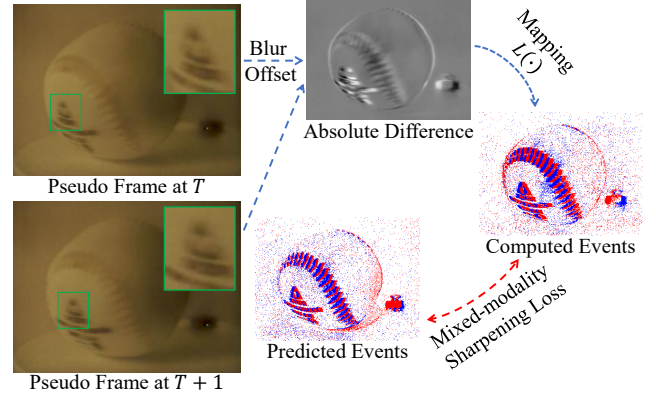 Blur
Offset
Mapping
L(·)
Absolute Difference
Pseudo Frame at T
Computed Events
Mixed-modality
Sharpening Loss
Predicted Events
Pseudo Frame at T + 1